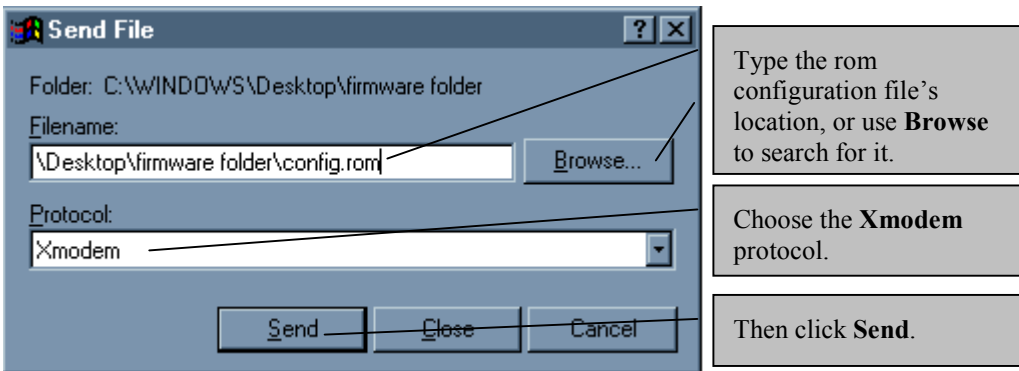 Send File
Folder: C:\WINDOWS\Desktop\firmware folder
Filename:
\Desktop\firmware folder\config.rom
Browse...
Protocol:
Xmodem
Send
Close
Cancel
Type the rom
configuration file's
location, or use Browse
to search for it.
Choose the Xmodem
protocol.
Then click Send.